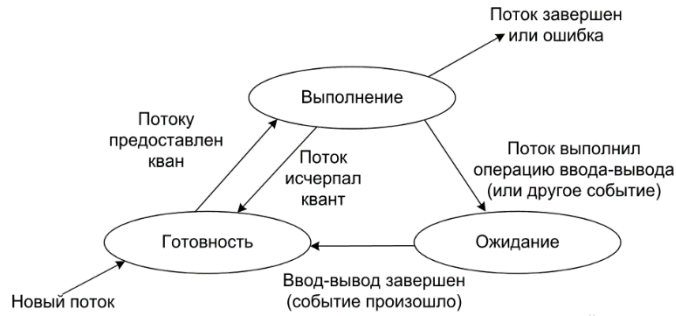 Поток завершен
или ошибка
Выполнение
Потоку
предоставлен
кван
Поток
исчерпал
квант
Поток выполнил
операцию ввода-вывода
(или другое событие)
Готовность
Ожидание
Ввод-вывод завершен
(событие произошло)
Новый поток